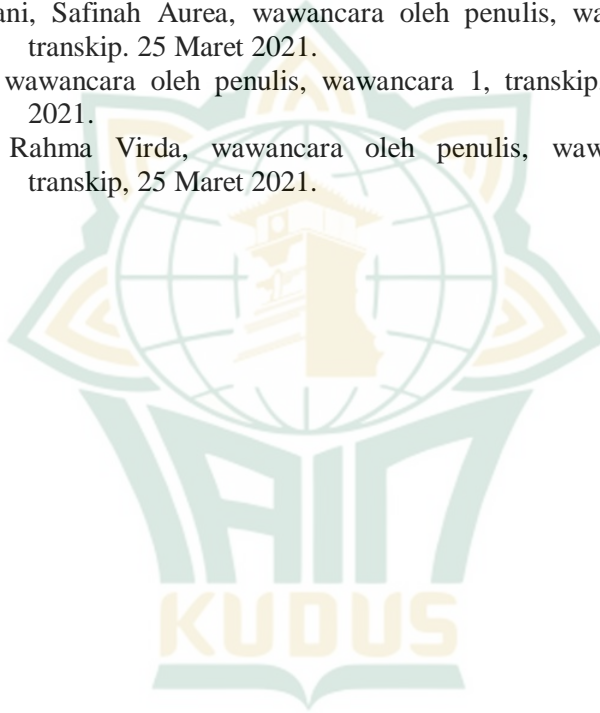 ani, Safinah Aurea, wawancara oleh penulis, wa
transkip. 25 Maret 2021.
wawancara oleh penulis, wawancara 1, transkip
2021.
Rahma Virda, wawancara oleh penulis, waw
transkip, 25 Maret 2021.
IAIN
KUDUS